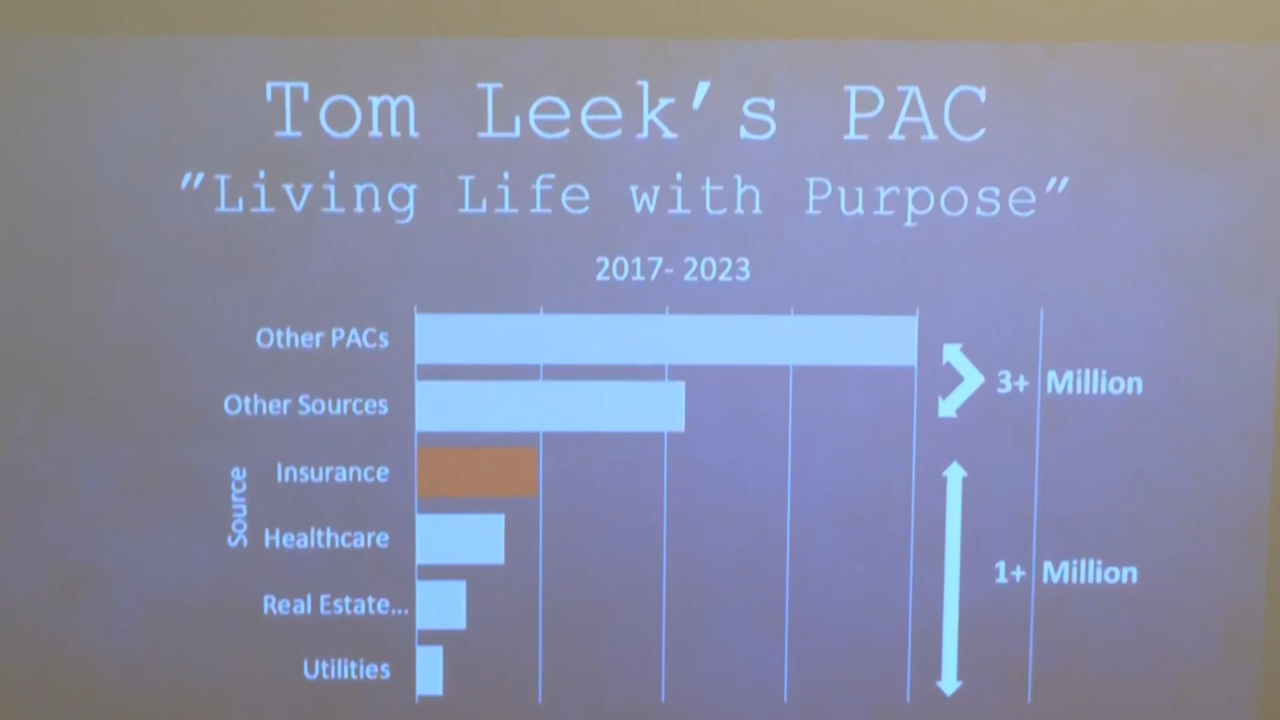 Tom Leek's PAC
"Living Life with Purpose"
2017- 2023
Other PACs
3+ Million
Other Sources
Source
Insurance
Healthcare
1+ Million
Real Estate...
Utilities